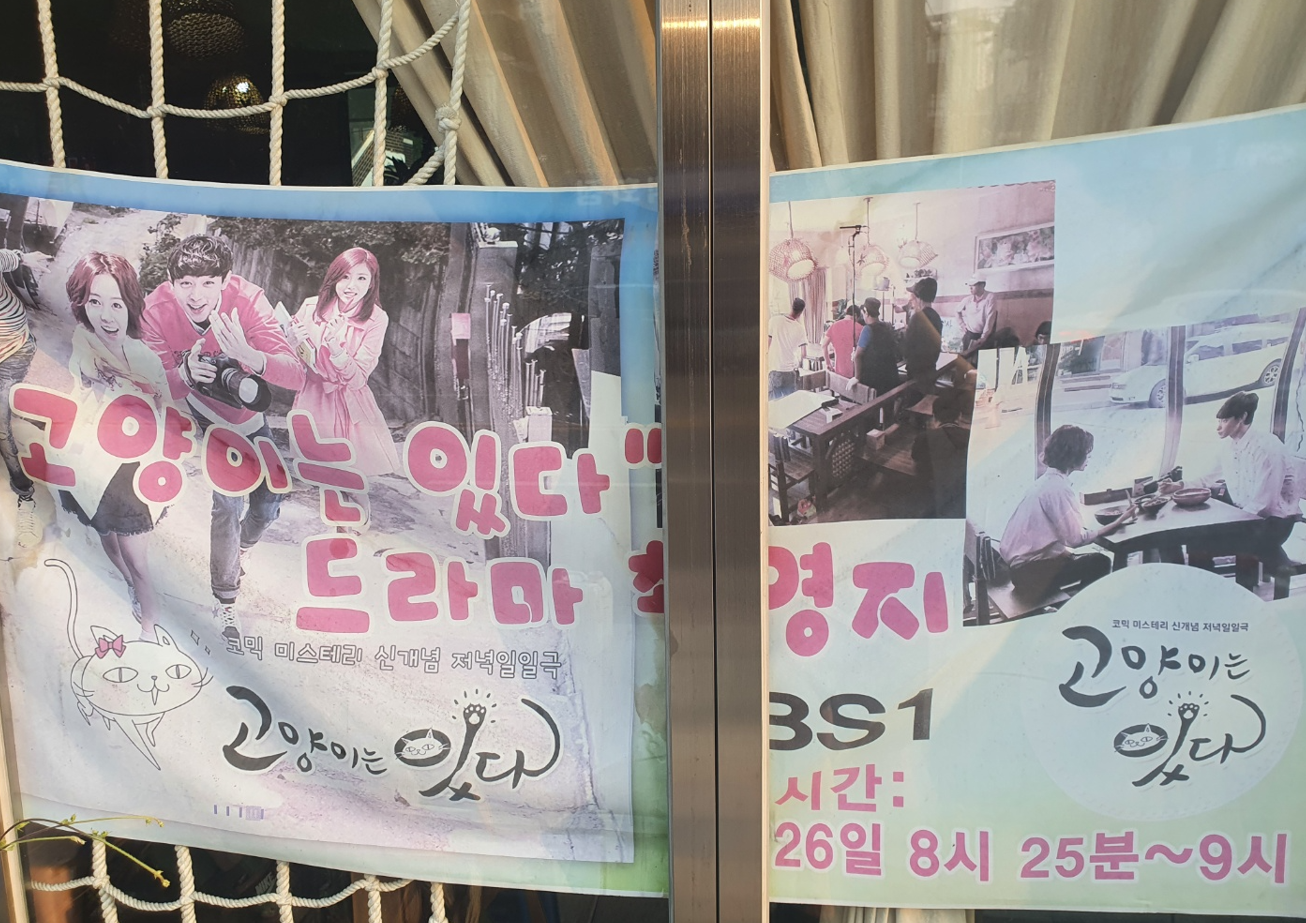 고양이는 있다"
드라마 촬영지
코믹 미스테리 신개념 저녁일일극
고양이는 있다
BS1
시간:
26일 8시 25분~9시
코믹 미스테리 신개념 저녁일일극
고양이는
있다